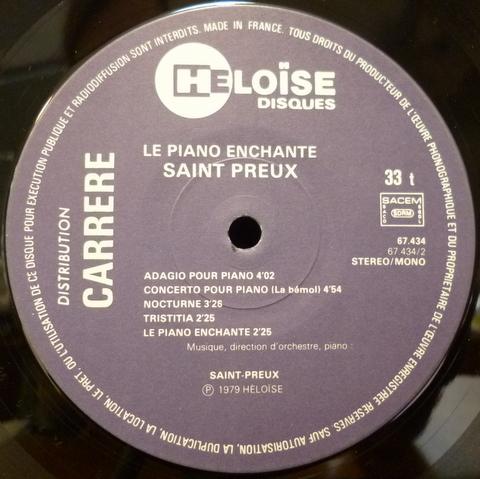 HELOÏSE
DISQUES
LE PIANO ENCHANTE
SAINT PREUX
33 t
SACEM
SACD
SDRM
SGDL
67.434
67.434/2
STEREO/MONO
DISTRIBUTION
CARRERE
ADAGIO POUR PIANO 4'02
CONCERTO POUR PIANO (La bémol) 4'54
NOCTURNE 3'26
TRISTITIA 2'25
LE PIANO ENCHANTE 2'25
Musique, direction d'orchestre, piano :
SAINT-PREUX
Ⓟ 1979 HÉLOÏSE
MADE IN FRANCE. TOUS DROITS DU PRODUCTEUR DE L'ŒUVRE PHONOGRAPHIQUE ET DU PROPRIETAIRE DE L'ŒUVRE ENREGISTREE RESERVES. SAUF AUTORISATION, LA DUPLICATION, LA LOCATION, LE PRET, OU L'UTILISATION DE CE DISQUE POUR EXECUTION PUBLIQUE ET RADIODIFFUSION SONT INTERDITS.